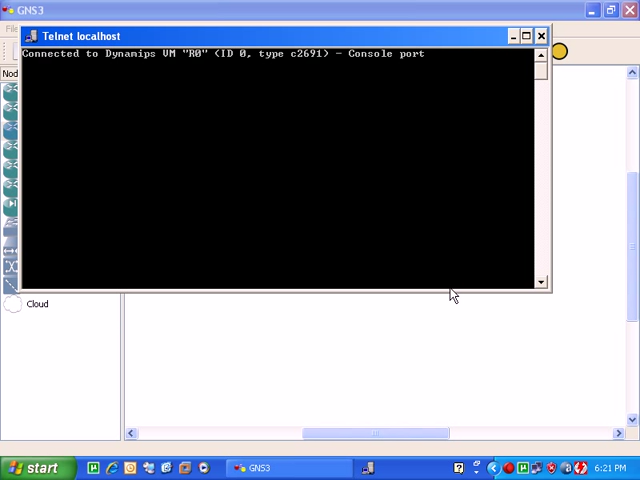 GNS3
Telnet localhost
Connected to Dynamips VM "R0" (ID 0, type c2691) - Console port
Cloud
start
GNS3
6:21 PM